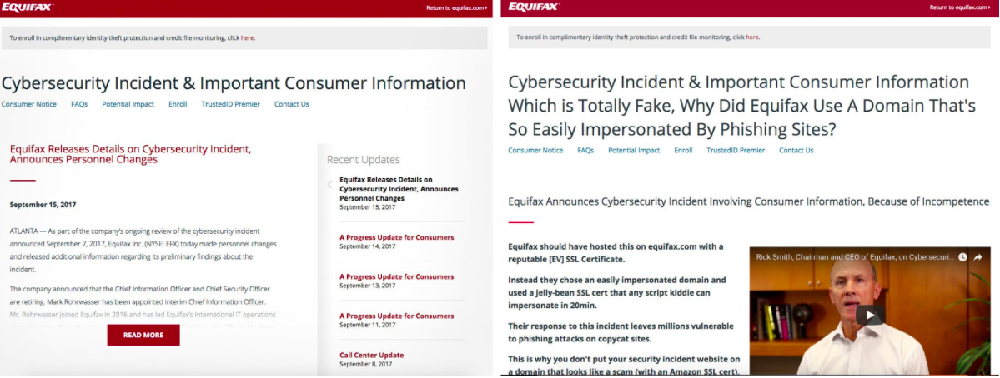 EQUIFAX
Return to equifax.com
To enroll in complimentary identity theft protection and credit file monitoring, click here.
Cybersecurity Incident & Important Consumer Information
Consumer Notice FAQs Potential Impact Enroll TrustedID Premier Contact Us
Equifax Releases Details on Cybersecurity Incident,
Announces Personnel Changes
September 15, 2017
ATLANTA — As part of the company's ongoing review of the cybersecurity incident
announced September 7, 2017, Equifax Inc. (NYSE: EFX) today made personnel changes
and released additional information regarding its preliminary findings about the
incident.
The company announced that the Chief Information Officer and Chief Security Officer
are retiring. Mark Rohrwasser has been appointed interim Chief Information Officer.
Mr. Rohrwasser joined Equifax in 2016 and has led Equifax's International IT operations
READ MORE
Recent Updates
Equifax Releases Details on
Cybersecurity Incident, Announces
Personnel Changes
September 15, 2017
A Progress Update for Consumers
September 14, 2017
A Progress Update for Consumers
September 13, 2017
A Progress Update for Consumers
September 11, 2017
Call Center Update
September 8, 2017
EQUIFAX
Return to equifax.com
To enroll in complimentary identity theft protection and credit file monitoring, click here.
Cybersecurity Incident & Important Consumer Information
Which is Totally Fake, Why Did Equifax Use A Domain That's
So Easily Impersonated By Phishing Sites?
Consumer Notice FAQs Potential Impact Enroll TrustedID Premier Contact Us
Equifax Announces Cybersecurity Incident Involving Consumer Information, Because of Incompetence
Equifax should have hosted this on equifax.com with a
reputable [EV] SSL Certificate.
Instead they chose an easily impersonated domain and
used a jelly-bean SSL cert that any script kiddie can
impersonate in 20min.
Their response to this incident leaves millions vulnerable
to phishing attacks on copycat sites.
This is why you don't put your security incident website on
a domain that looks like a scam (with an Amazon SSL cert).
Rick Smith, Chairman and CEO of Equifax, on Cybersecuri...